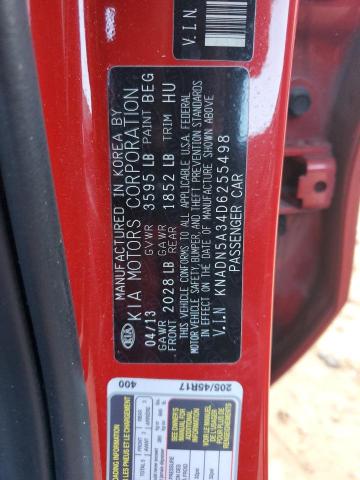 V.I.N
MANUFACTURED IN KOREA BY
KIA MOTORS CORPORATION
04/13 GVWR 3595 LB PAINT BEG
GAWR FRONT 2028 LB GAWR REAR 1852 LB TRIM HU
THIS VEHICLE CONFORMS TO ALL APPLICABLE U.S.A. FEDERAL
MOTOR VEHICLE SAFETY, BUMPER AND THEFT PREVENTION STANDARDS
IN EFFECT ON THE DATE OF MANUFACTURE SHOWN ABOVE
V.I.N KNADN5A34D6255498
PASSENGER CAR
205/45R17
400